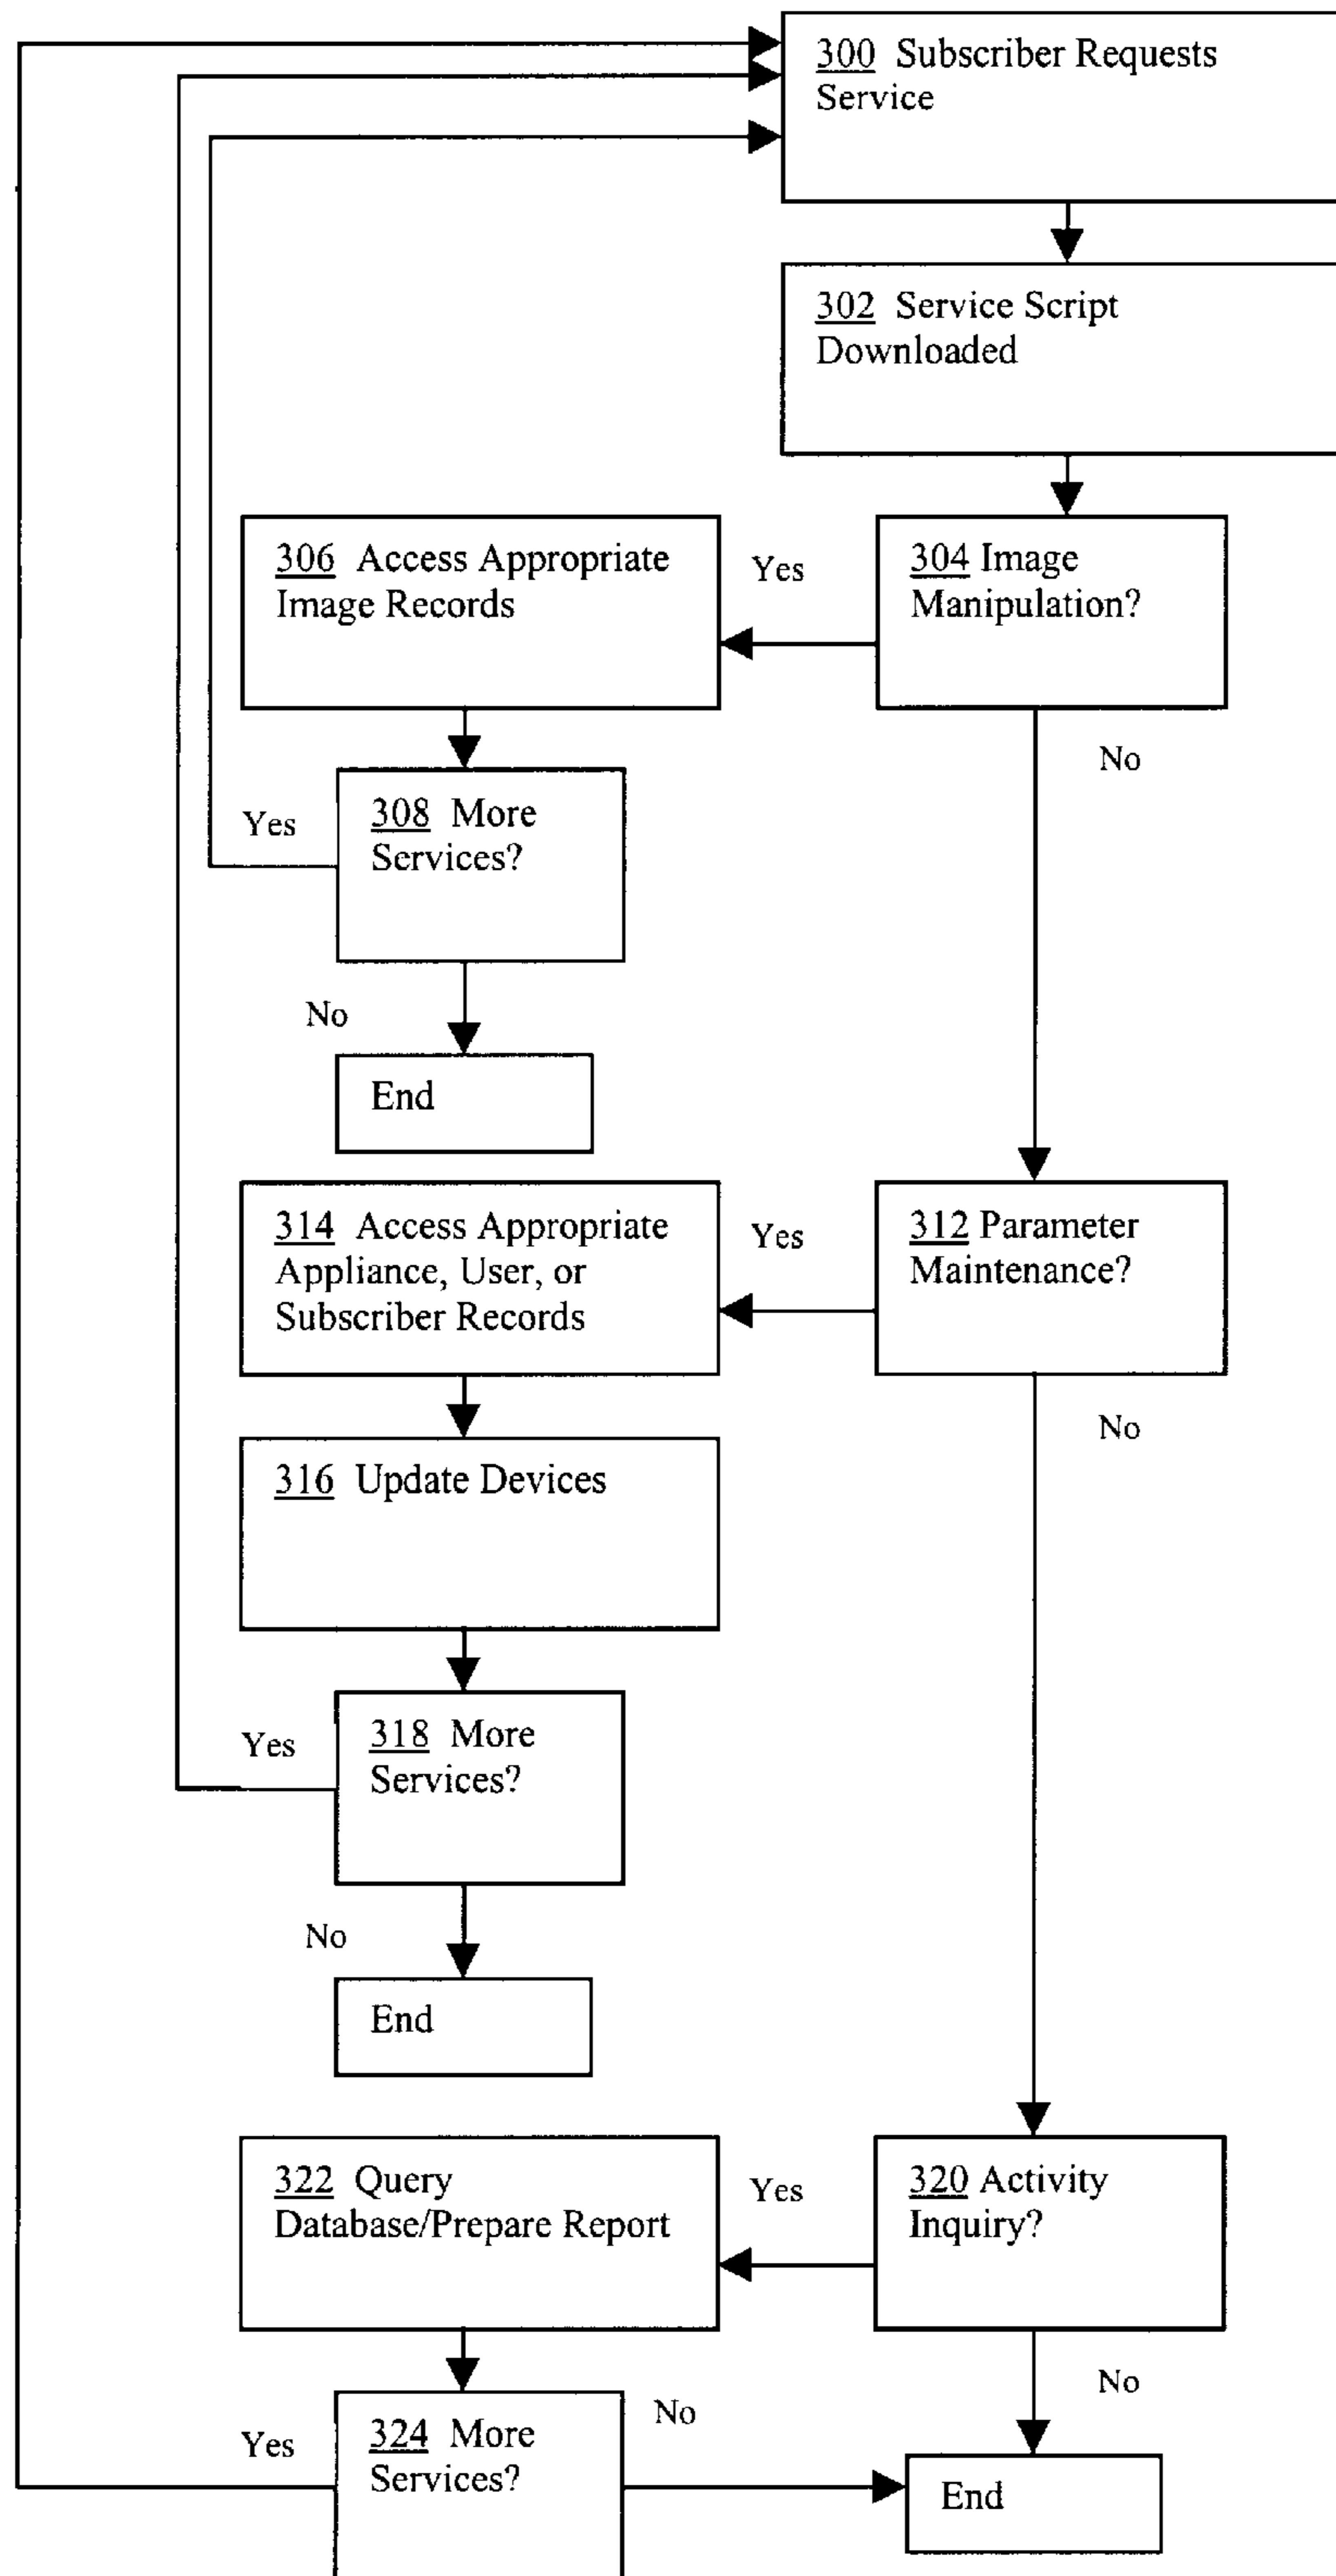 300 Subscriber Requests
Service
302 Service Script
Downloaded
306 Access Appropriate
Image Records
Yes
304 Image
Manipulation?
No
Yes
308 More
Services?
No
End
314 Access Appropriate
Appliance, User, or
Subscriber Records
Yes
312 Parameter
Maintenance?
No
316 Update Devices
Yes
318 More
Services?
No
End
322 Query
Database/Prepare Report
Yes
320 Activity
Inquiry?
No
Yes
324 More
Services?
No
End